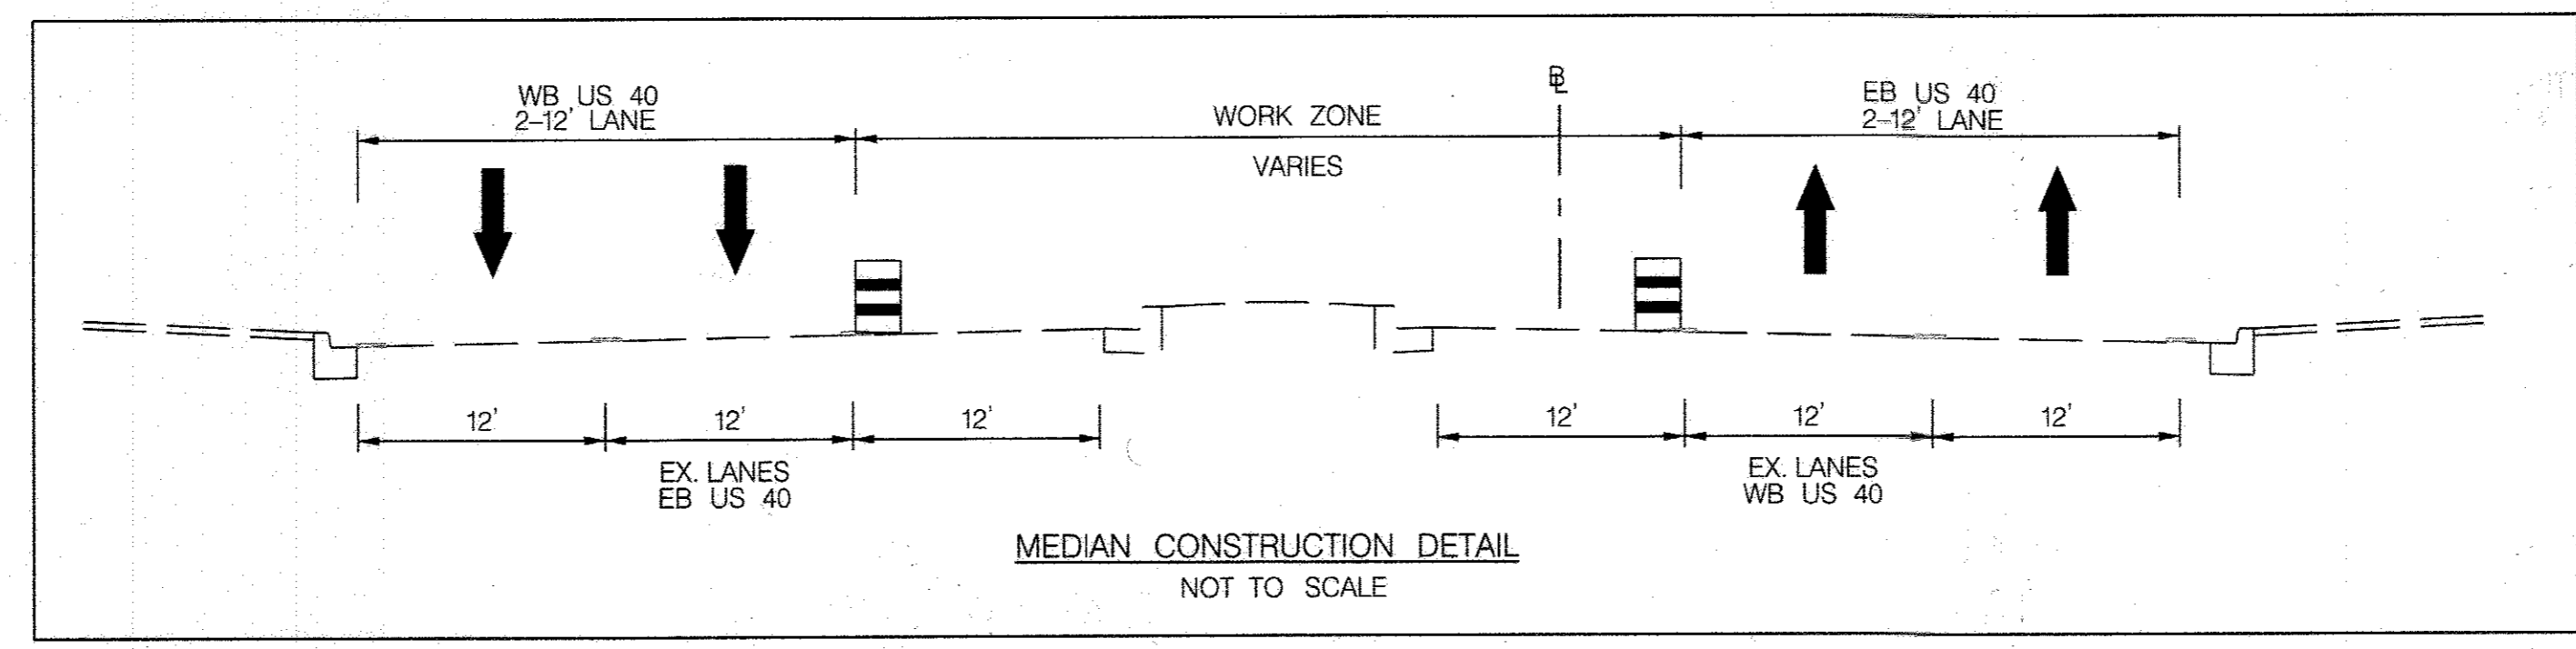 WB US 40
2-12' LANE
WORK ZONE
VARIES
BL
EB US 40
2-12' LANE
12'
12'
12'
EX. LANES
EB US 40
12'
12'
12'
EX. LANES
WB US 40
MEDIAN CONSTRUCTION DETAIL
NOT TO SCALE